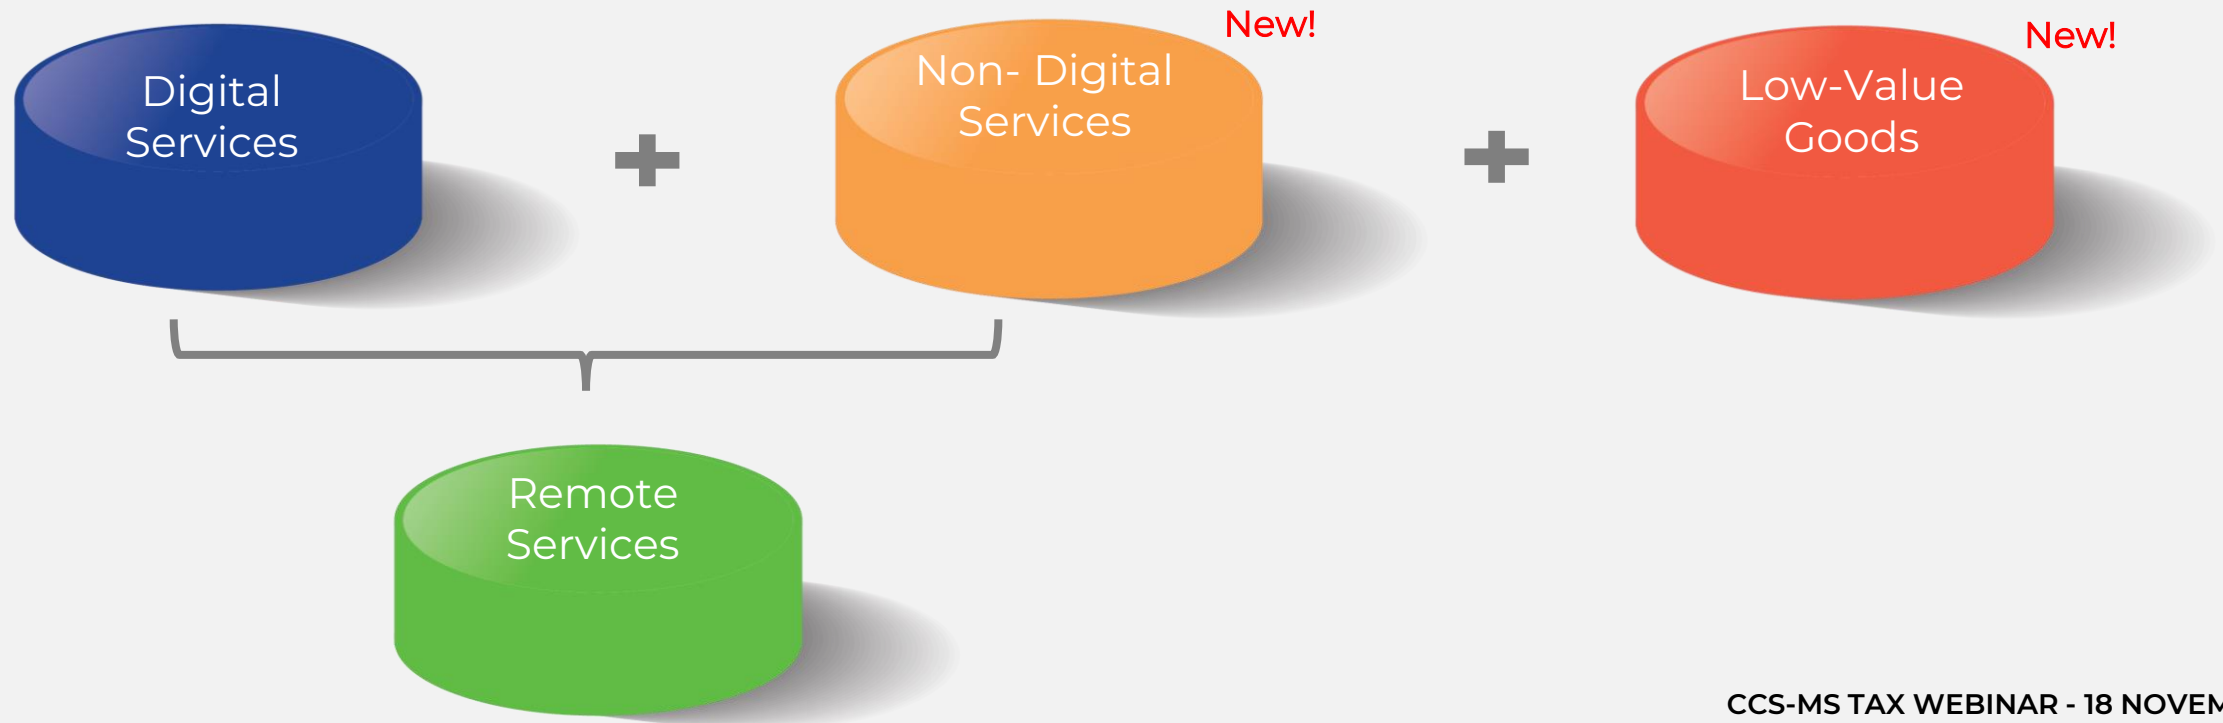 Digital
Services
Non- Digital
Services
New!
Low-Value
Goods
New!
Remote
Services
CCS-MS TAX WEBINAR - 18